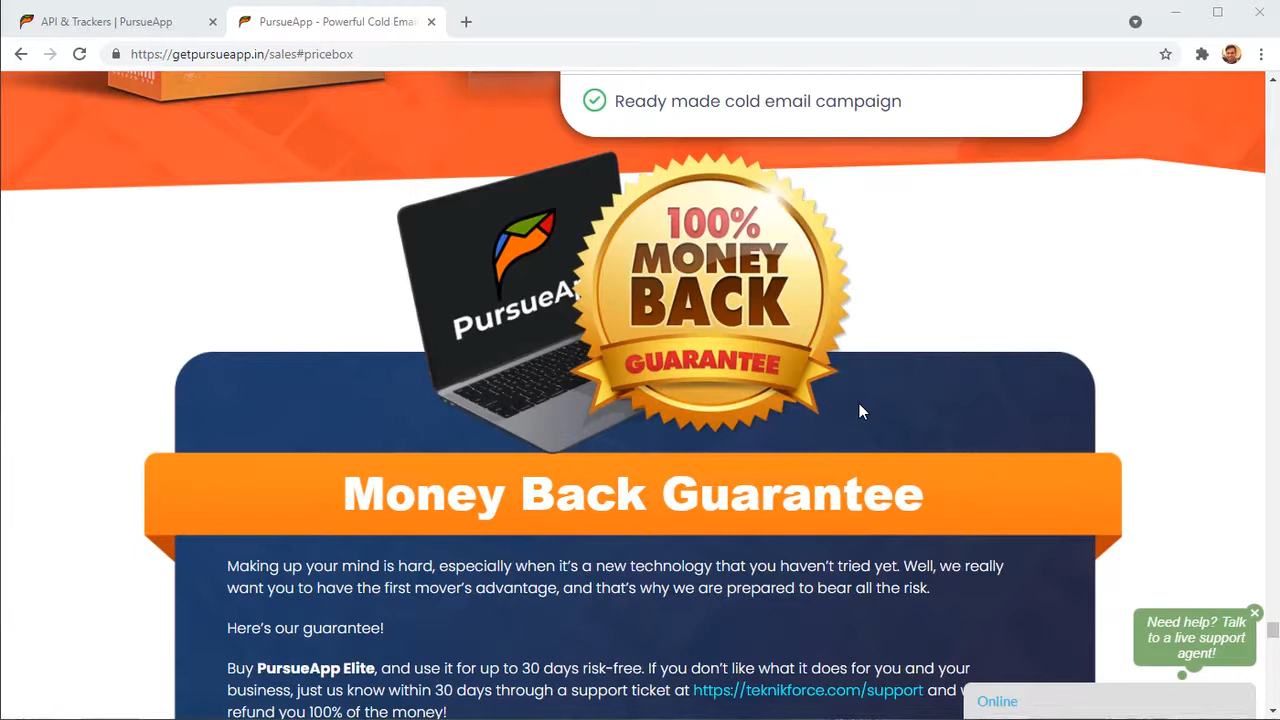 API & Trackers | PursueApp
PursueApp - Powerful Cold Emai
https://getpursueapp.in/sales#pricebox
Ready made cold email campaign
PursueAp
100%
MONEY
BACK
GUARANTEE
Money Back Guarantee
Making up your mind is hard, especially when it's a new technology that you haven't tried yet. Well, we really
want you to have the first mover's advantage, and that's why we are prepared to bear all the risk.
Here's our guarantee!
Buy PursueApp Elite, and use it for up to 30 days risk-free. If you don't like what it does for you and your
business, just us know within 30 days through a support ticket at https://teknikforce.com/support and
refund you 100% of the money!
Need help? Talk
to a live support
agent!
Online